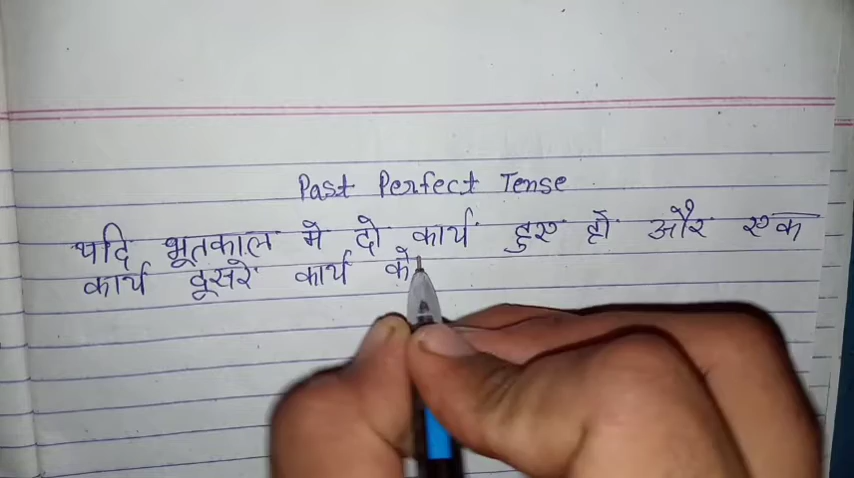 Past Perfect Tense
यदि भूतकाल मे दो कार्य हुए हो और एक
कार्य दूसरे कार्य के